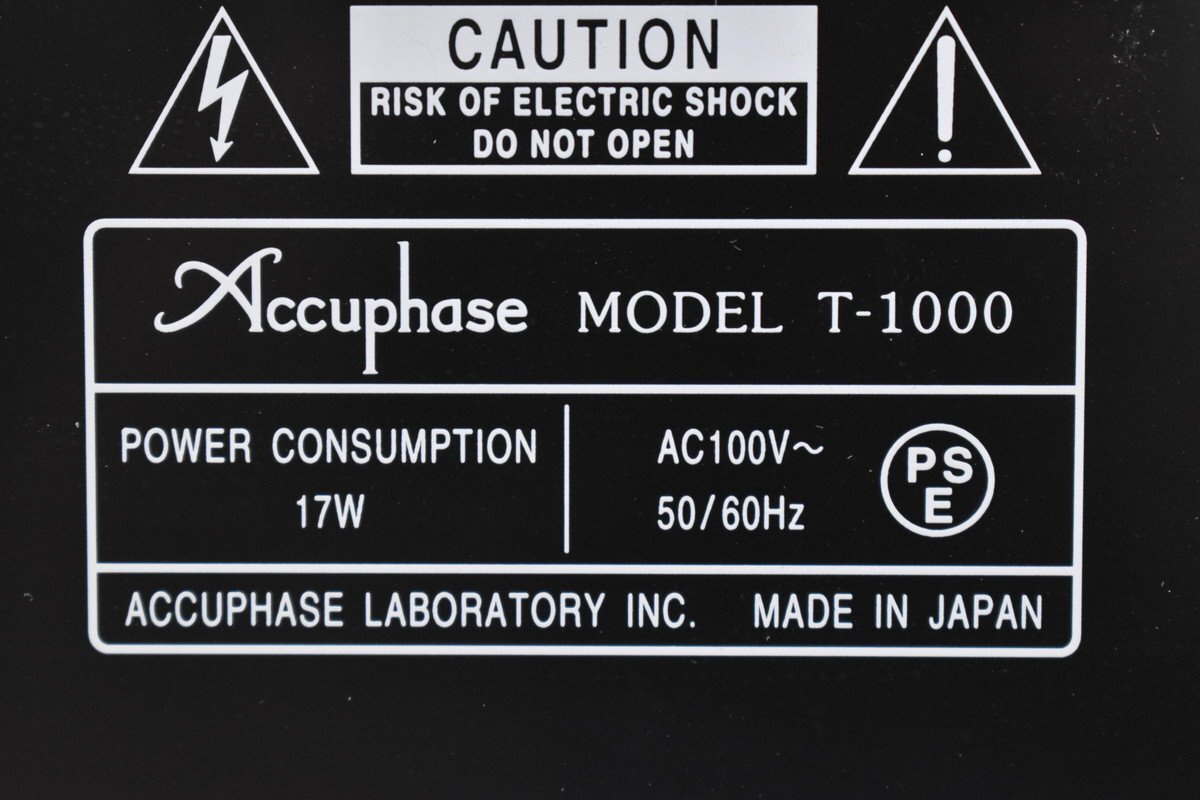 CAUTION
RISK OF ELECTRIC SHOCK
DO NOT OPEN
Accuphase MODEL T-1000
POWER CONSUMPTION
17W
AC100V～
50/60Hz
PS
E
ACCUPHASE LABORATORY INC. MADE IN JAPAN